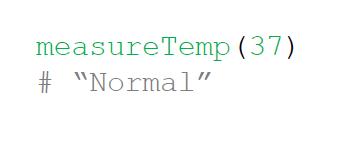 measureTemp(37)
# “Normal”